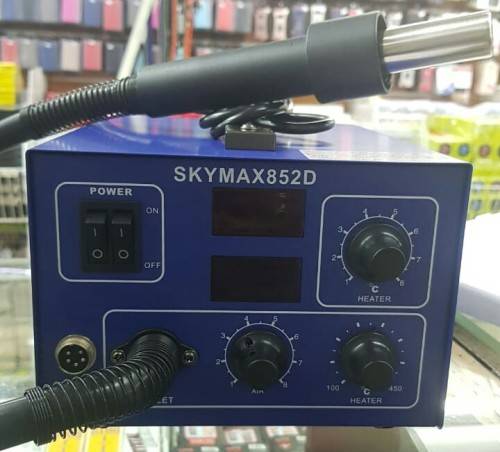 SKYMAX852D
POWER
ON
OFF
1 2 3 4 5 6 7 8
°C
HEATER
1 2 3 4 5 6 7 8
AIR
100 450
°C
HEATER
LET